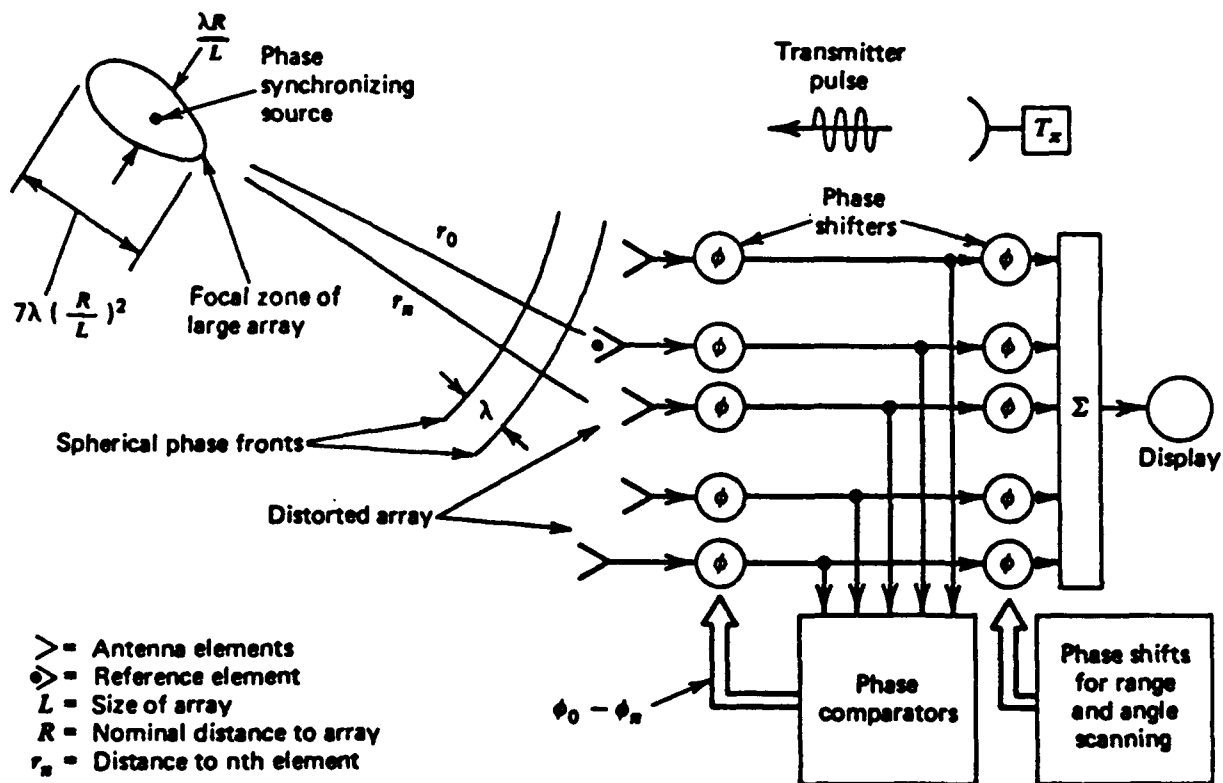 λR
L
Phase
synchronizing
source
Transmitter
pulse
Tx
Phase
shifters
r0
rn
7λ (R/L)2
Focal zone of
large array
ϕ
ϕ
ϕ
ϕ
ϕ
ϕ
λ
Σ
Spherical phase fronts
Display
ϕ
ϕ
Distorted array
ϕ
ϕ
> = Antenna elements
•> = Reference element
L = Size of array
R = Nominal distance to array
rn = Distance to nth element
ϕ0 − ϕn
Phase
comparators
Phase shifts
for range
and angle
scanning